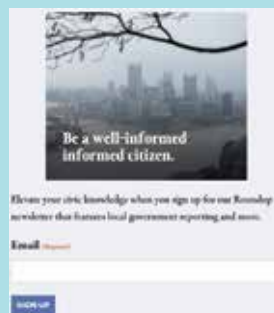 Be a well-informed
informed citizen.
Elevate your civic knowledge when you sign up for our Roundup
newsletter that features local government reporting and more.
Email (Required)
SIGN UP